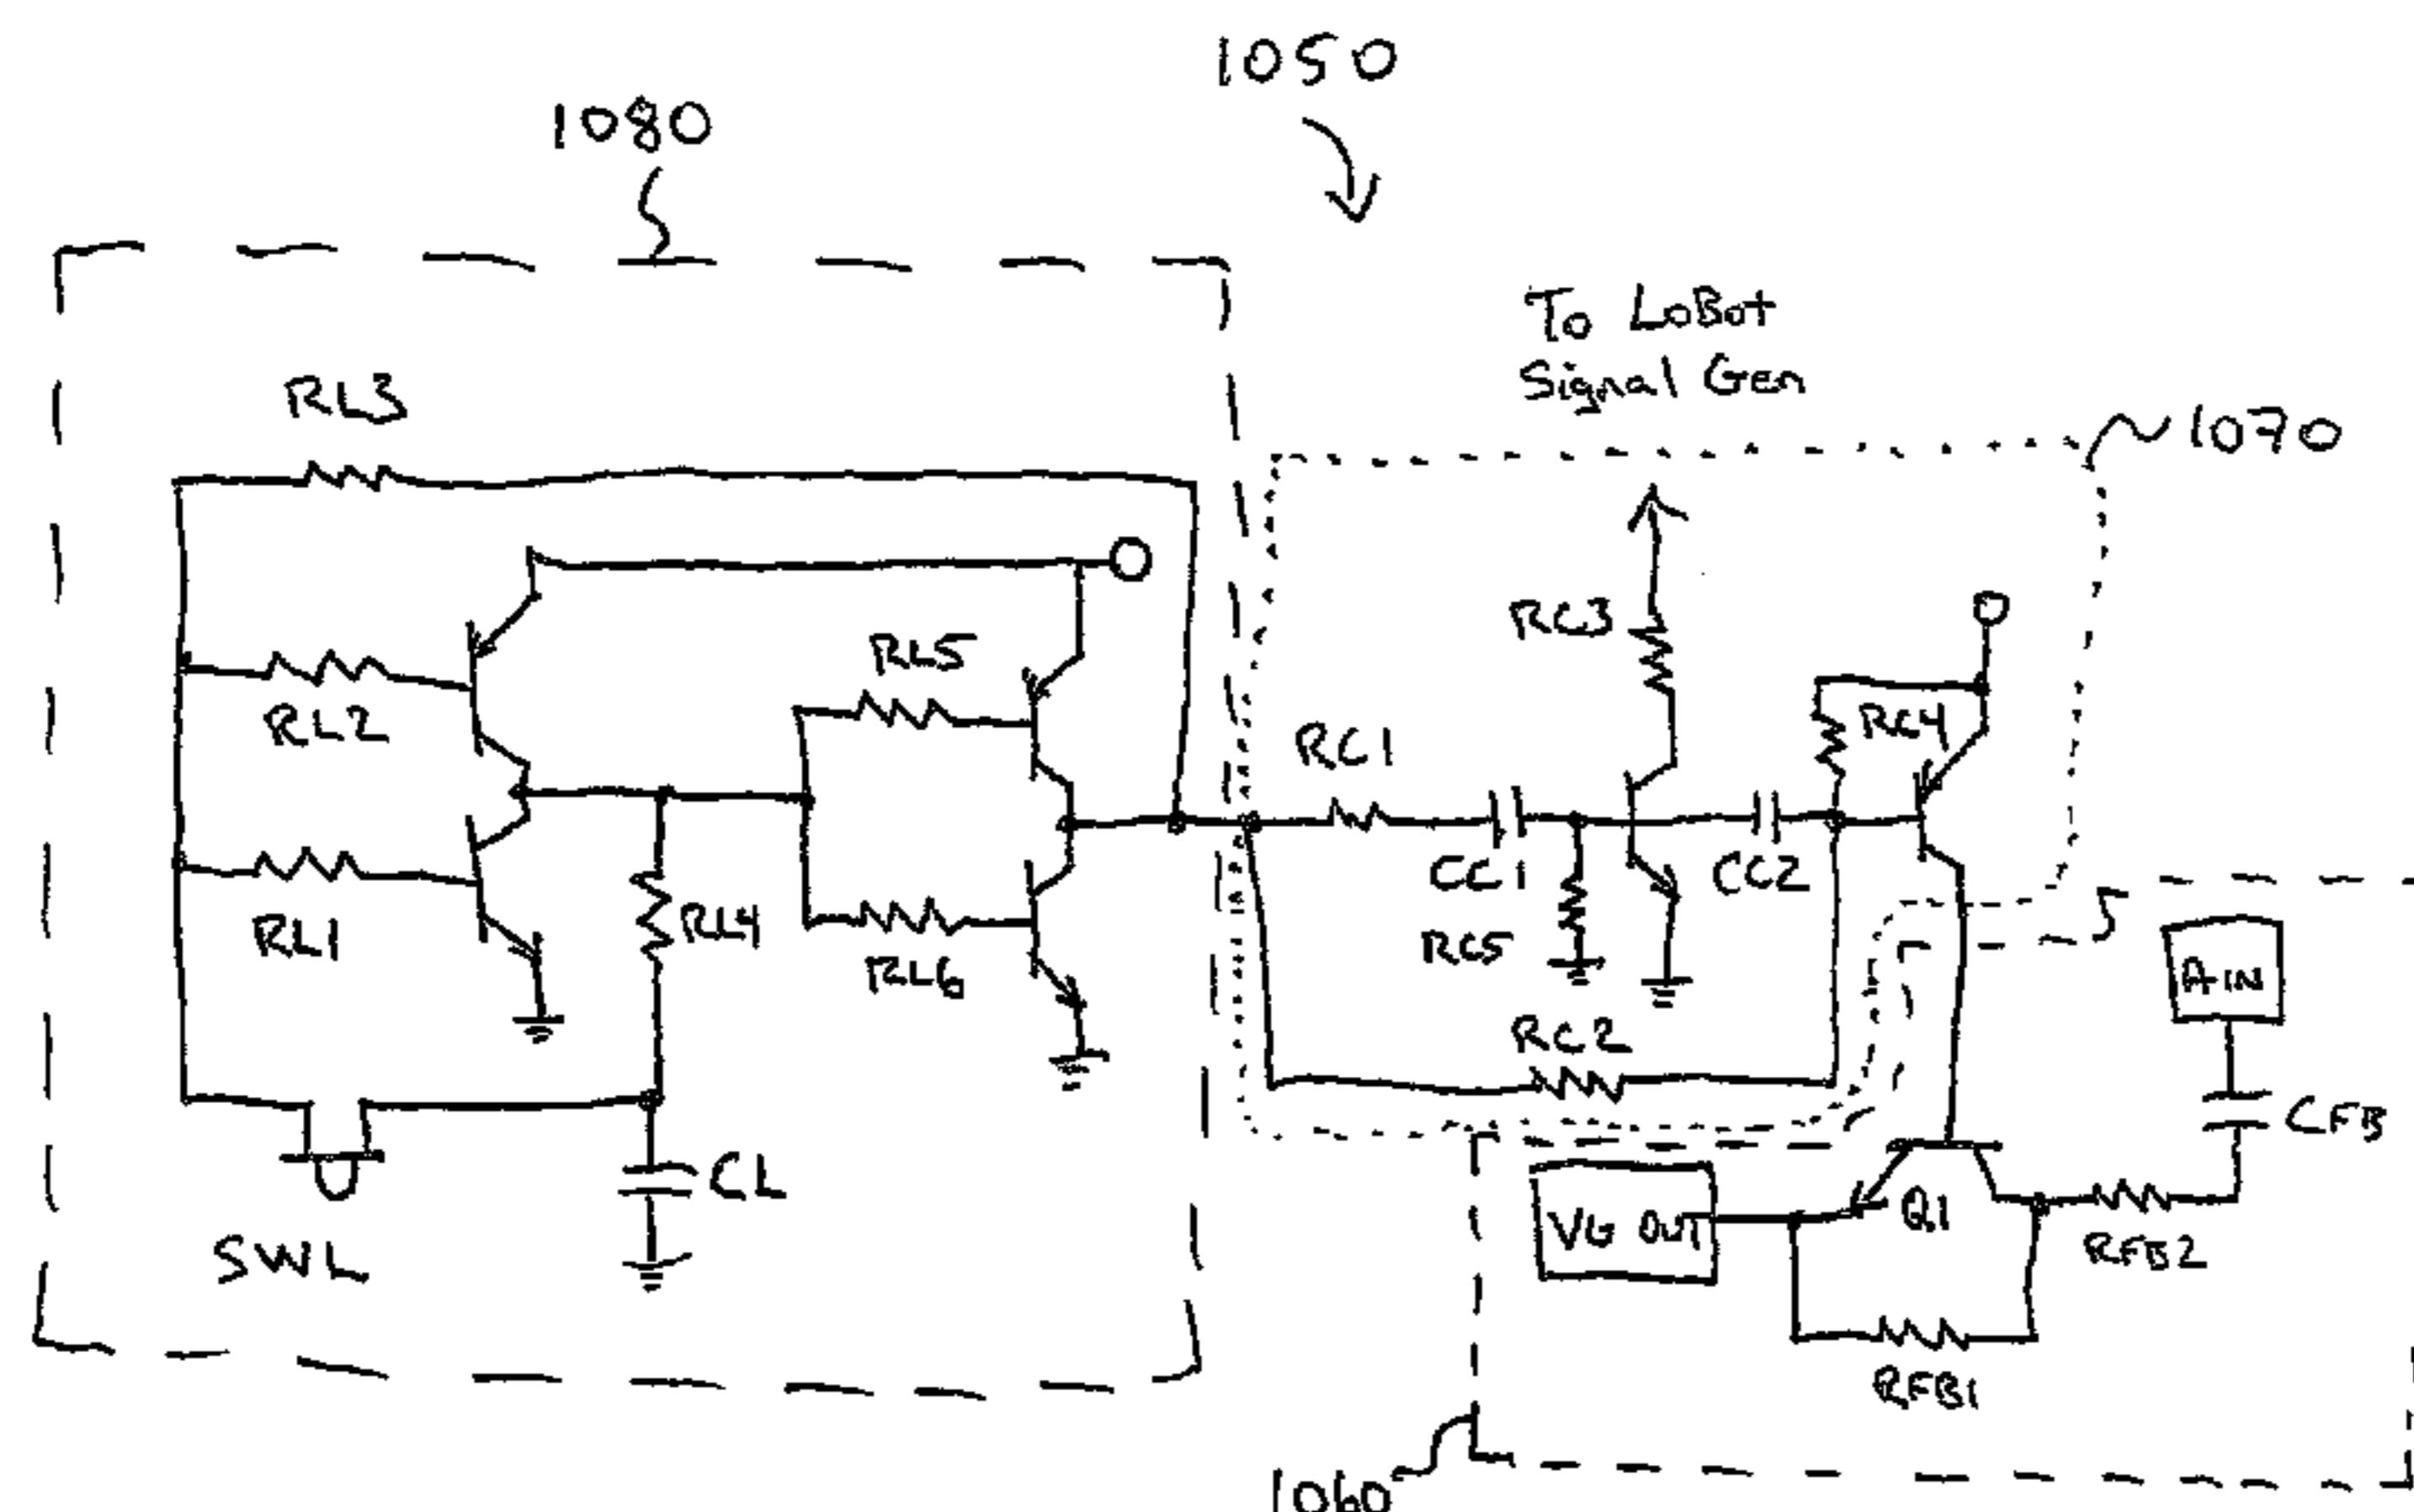 1050
1080
To LoBot
Signal Gen
1070
RL3
RC3
RL5
RL2
RC4
RC1
CC1
CC2
RL1
RL4
RL6
RC5
AIN
RC2
CFB
CL
VG OUT
Q1
SWL
RFB2
RFB1
1060